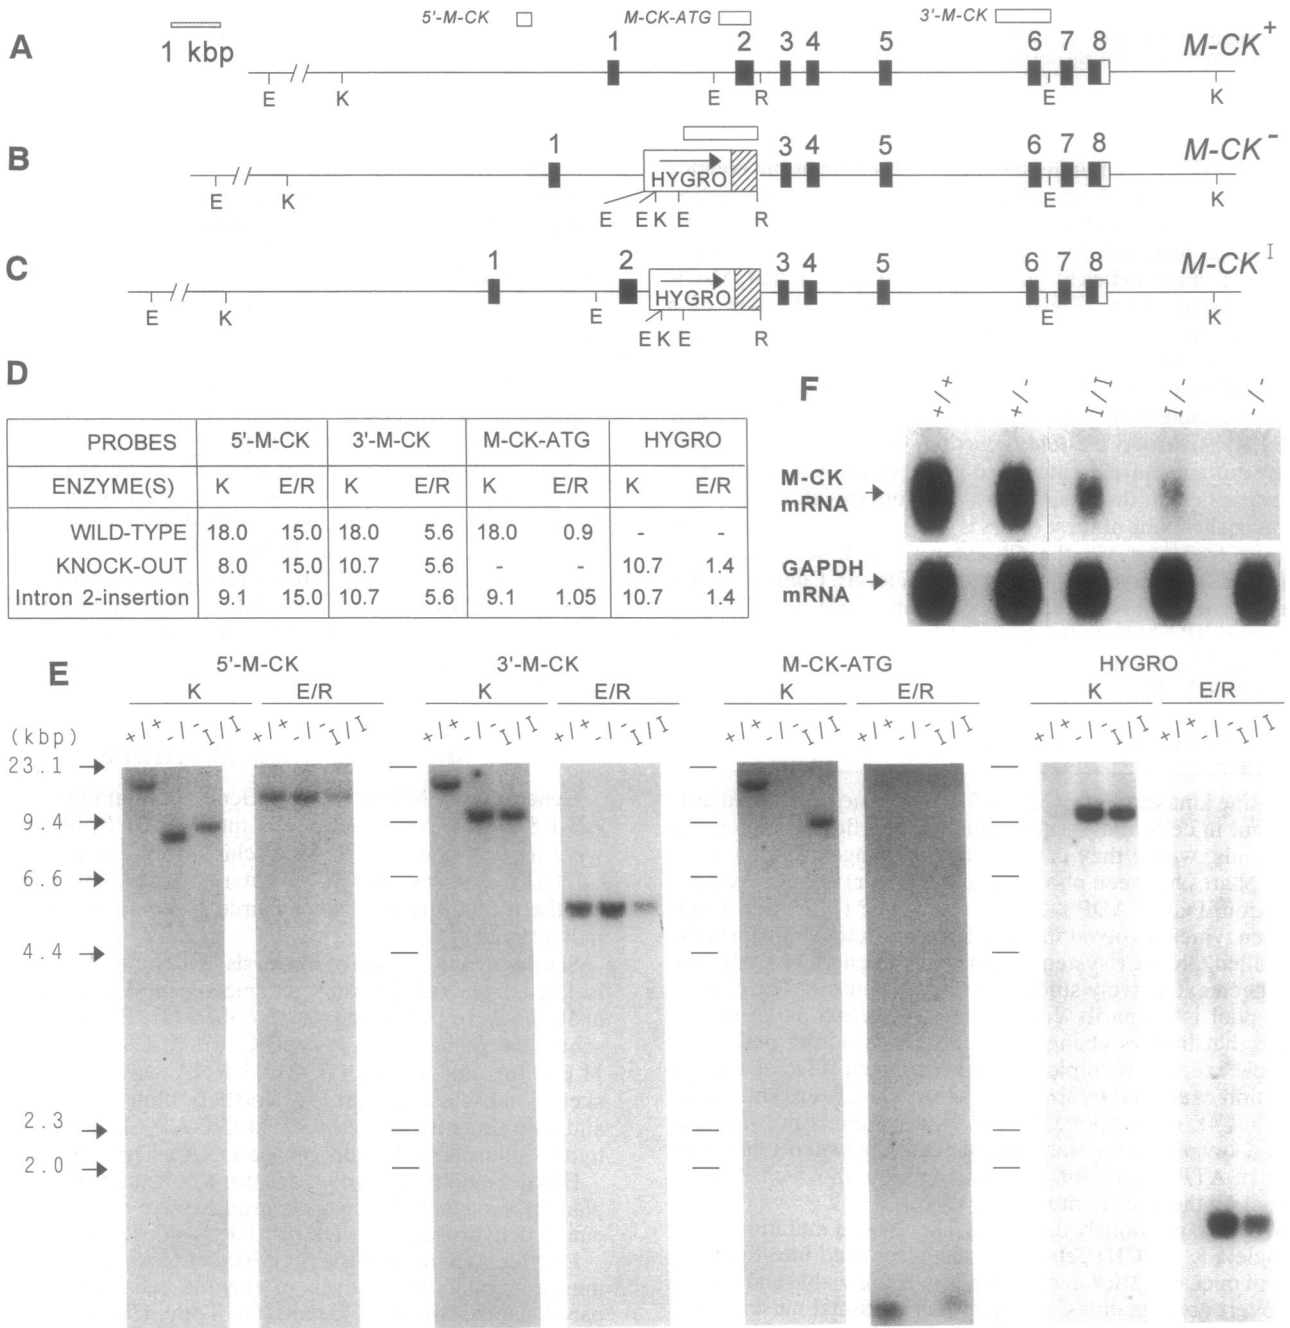 5'-M-CK M-CK-ATG 3'-M-CK
A 1 kbp 1 2 3 4 5 6 7 8 M-CK+
E K E R E K
B 1 HYGRO 3 4 5 6 7 8 M-CK-
E K E E K E R E K
C 1 2 HYGRO 3 4 5 6 7 8 M-CK I
E K E E K E R E K
D
PROBES 5'-M-CK 3'-M-CK M-CK-ATG HYGRO
ENZYME(S) K E/R K E/R K E/R K E/R
WILD-TYPE 18.0 15.0 18.0 5.6 18.0 0.9 - -
KNOCK-OUT 8.0 15.0 10.7 5.6 - - 10.7 1.4
Intron 2-insertion 9.1 15.0 10.7 5.6 9.1 1.05 10.7 1.4
F
+/+ +/- I/I I/- -/-
M-CK
mRNA
GAPDH
mRNA
E
5'-M-CK 3'-M-CK M-CK-ATG HYGRO
K E/R K E/R K E/R K E/R
+/+ -/- I/I +/+ -/- I/I +/+ -/- I/I +/+ -/- I/I +/+ -/- I/I +/+ -/- I/I +/+ -/- I/I +/+ -/- I/I
(kbp)
23.1
9.4
6.6
4.4
2.3
2.0